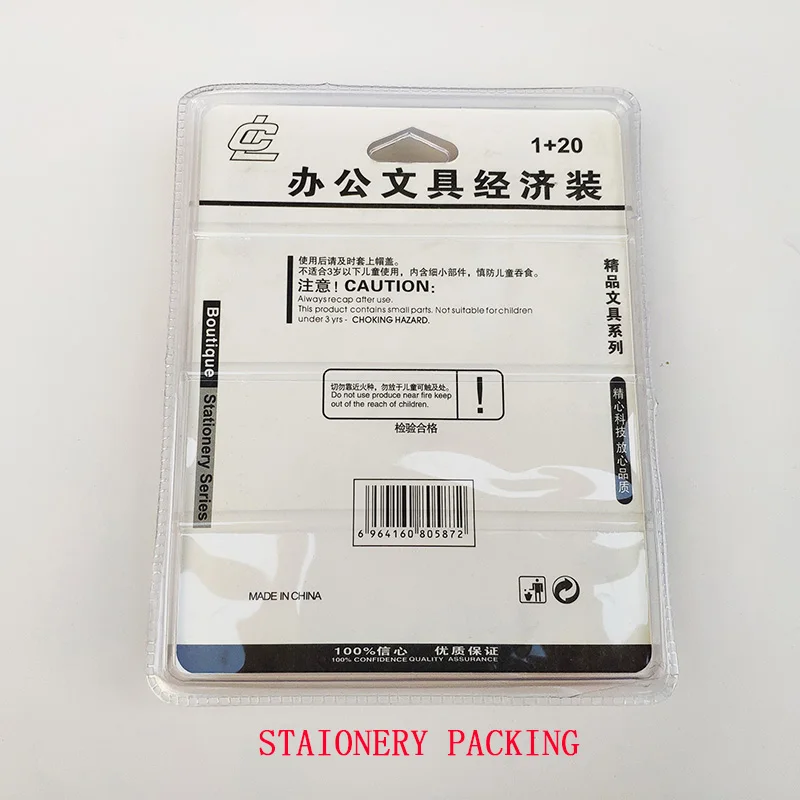 CL
1+20
办公文具经济装
使用后请及时套上帽盖。
不适合3岁以下儿童使用，内含细小部件，慎防儿童吞食。
注意! CAUTION:
Always recap after use.
This product contains small parts. Not suitable for children
under 3 yrs - CHOKING HAZARD.
精品文具系列
精心科技 放心品质
Boutique Stationery Series
切勿靠近火种，勿放于儿童可触及处。
Do not use produce near fire keep
out of the reach of children.
!
检验合格
6 964160 805872
MADE IN CHINA
100%信心 优质保证
100% CONFIDENCE QUALITY ASSURANCE
STAIONERY PACKING